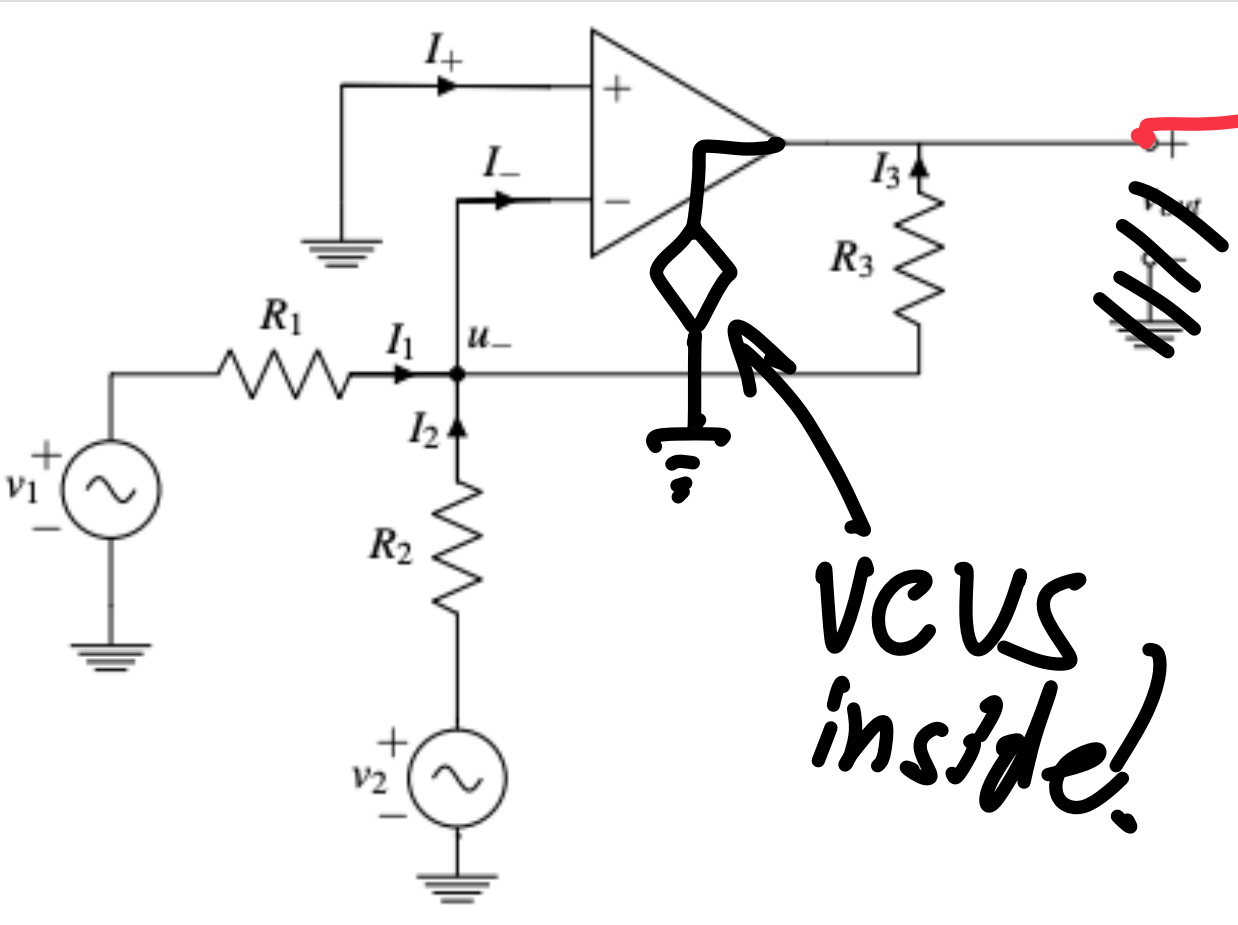 I₊
+
I₋
−
I₃
+
R₃
−
R₁
I₁
u₋
I₂
+
v₁
−
R₂
VCVS
inside!
+
v₂
−